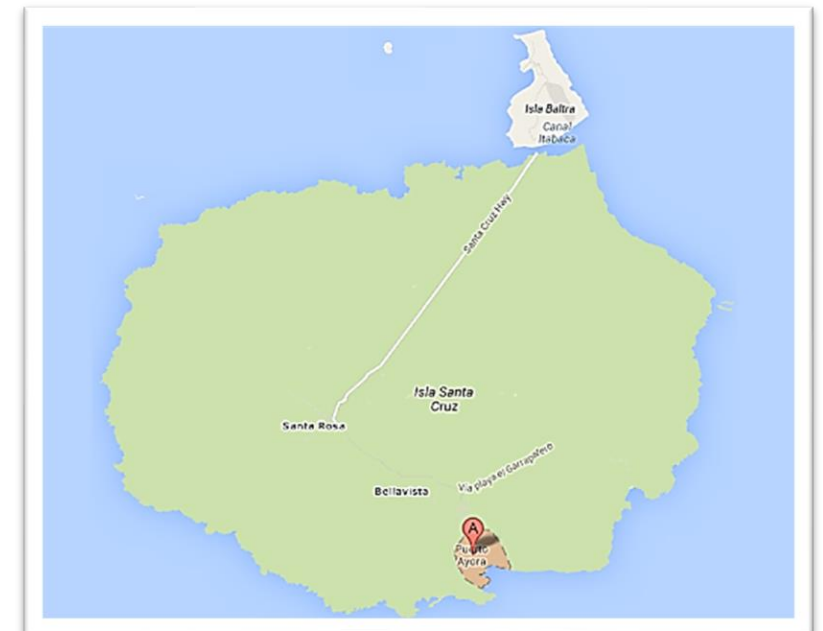 Isla Baltra
Canal
Itabaca
Santa Cruz Hwy
Isla Santa
Cruz
Santa Rosa
Via playa el Garrapatero
Bellavista
A
Puerto
Ayora